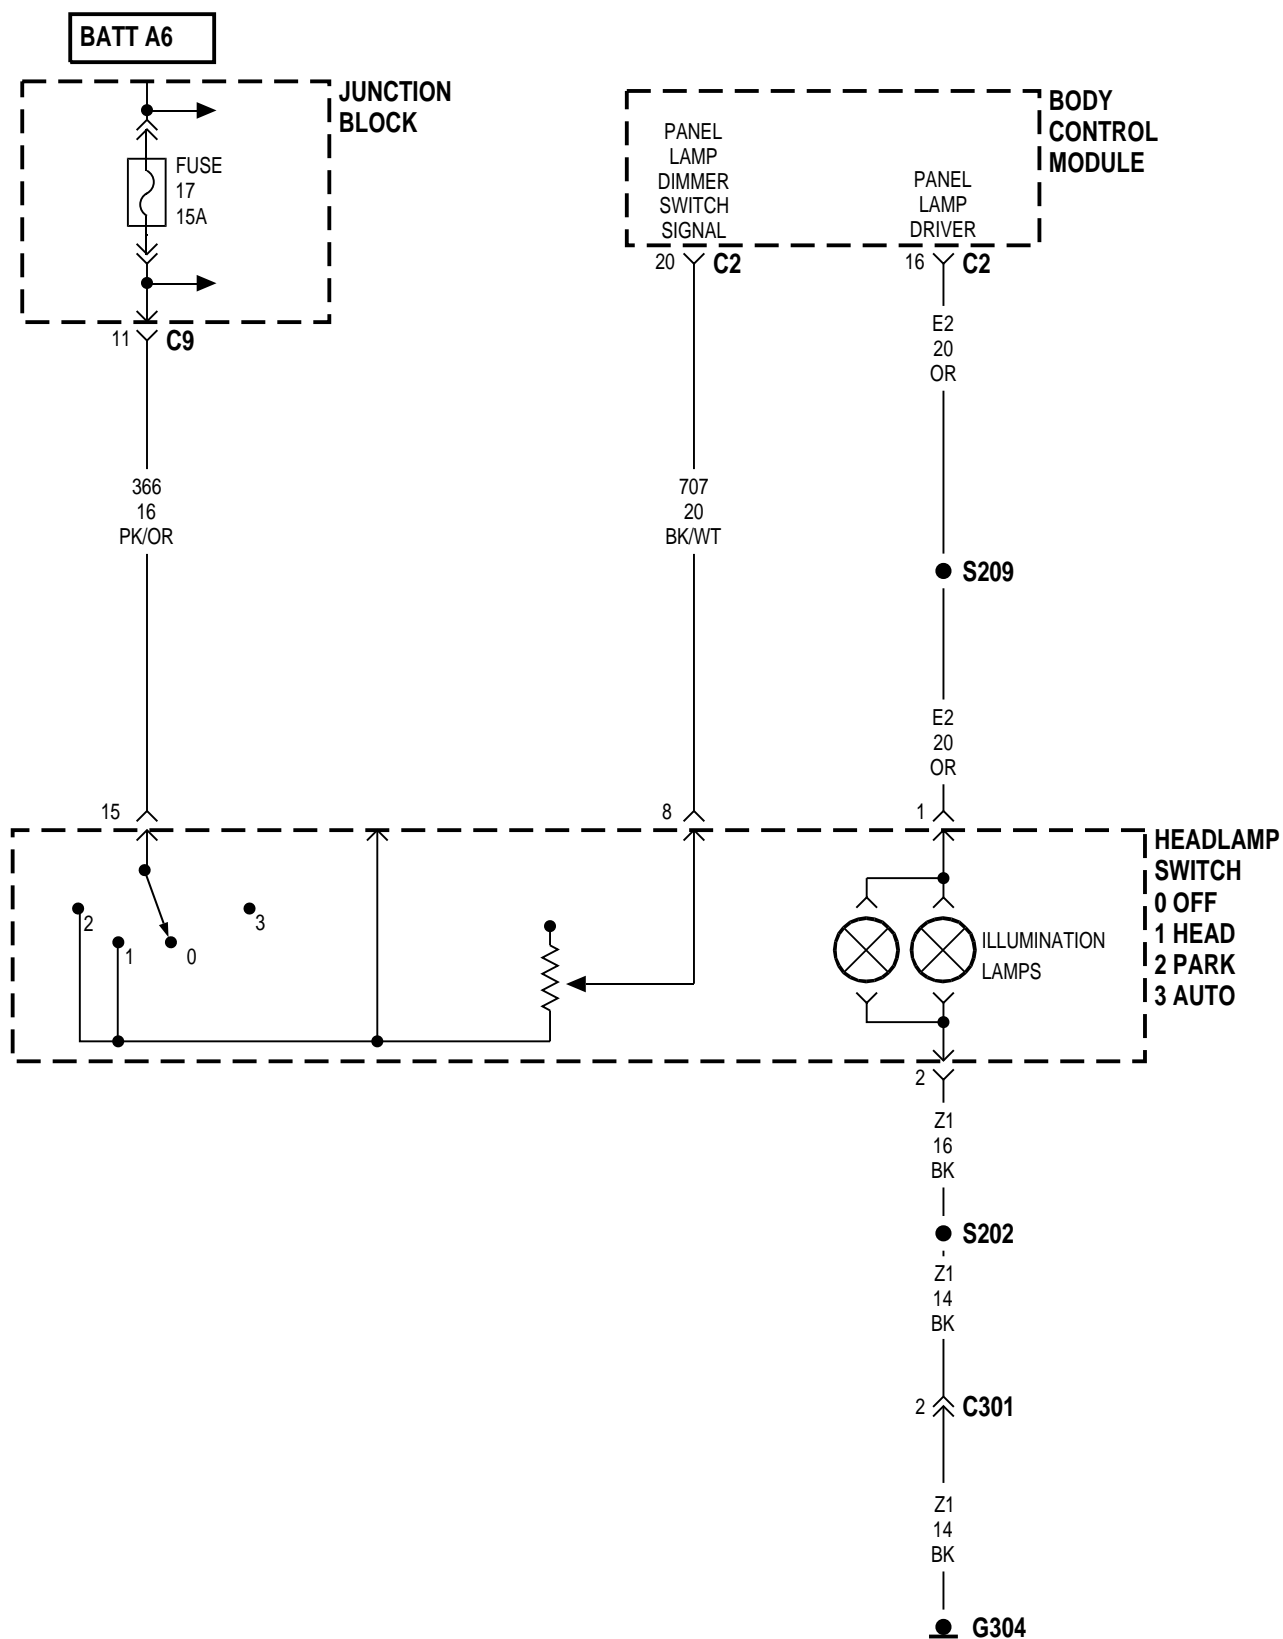 BATT A6
JUNCTION
BLOCK
FUSE
17
15A
11
C9
BODY
CONTROL
MODULE
PANEL
LAMP
DIMMER
SWITCH
SIGNAL
PANEL
LAMP
DRIVER
20
C2
16
C2
E2
20
OR
366
16
PK/OR
707
20
BK/WT
S209
E2
20
OR
15
8
1
HEADLAMP
SWITCH
0 OFF
1 HEAD
2 PARK
3 AUTO
2
1
0
3
ILLUMINATION
LAMPS
2
Z1
16
BK
S202
Z1
14
BK
2
C301
Z1
14
BK
G304